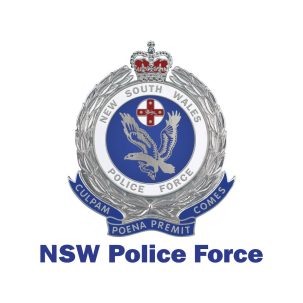 NEW SOUTH WALES
POLICE FORCE
CULPAM
POENA PREMIT
COMES
NSW Police Force